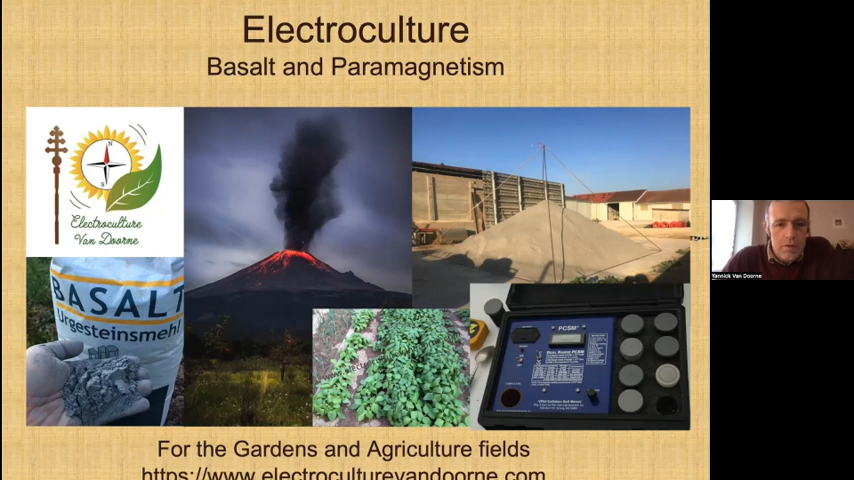 Electroculture
Basalt and Paramagnetism
N
S
Electroculture
Van Doorne
BASALT
Urgesteinsmehl
PCSM
For the Gardens and Agriculture fields
https://www.electroculturevandoorne.com
Yannick Van Doorne